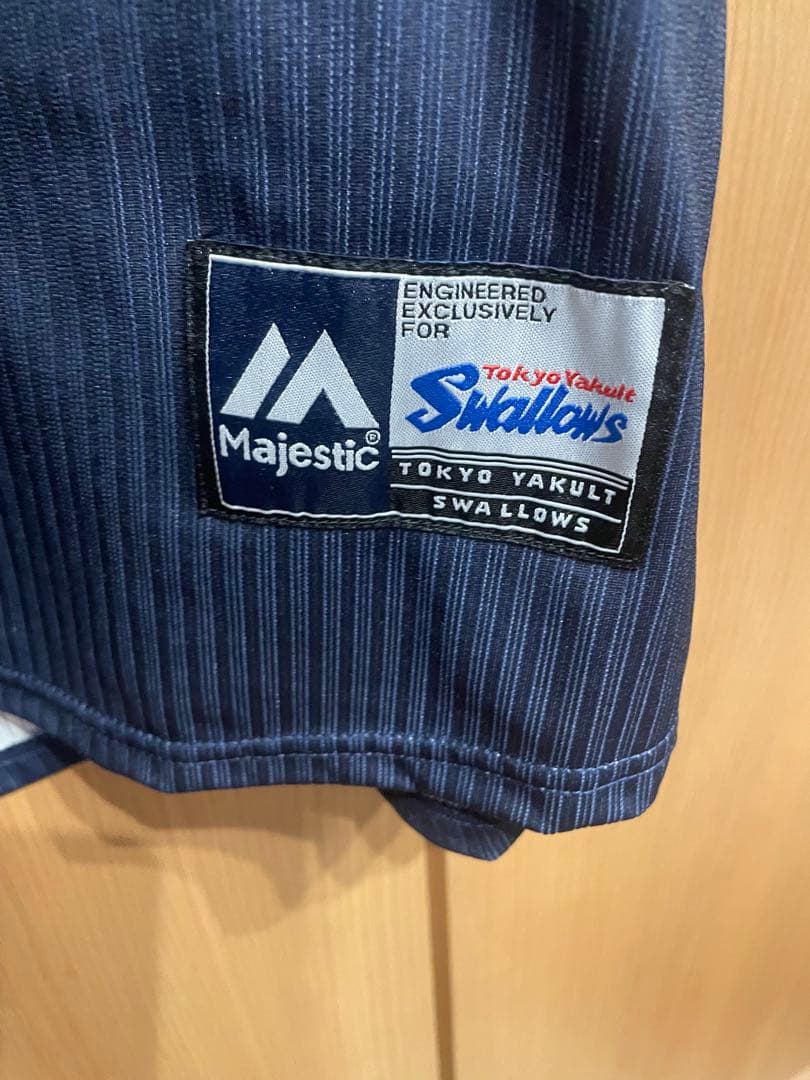 ENGINEERED
EXCLUSIVELY
FOR
Tokyo Yakult
Swallows
Majestic®
TOKYO YAKULT
SWALLOWS